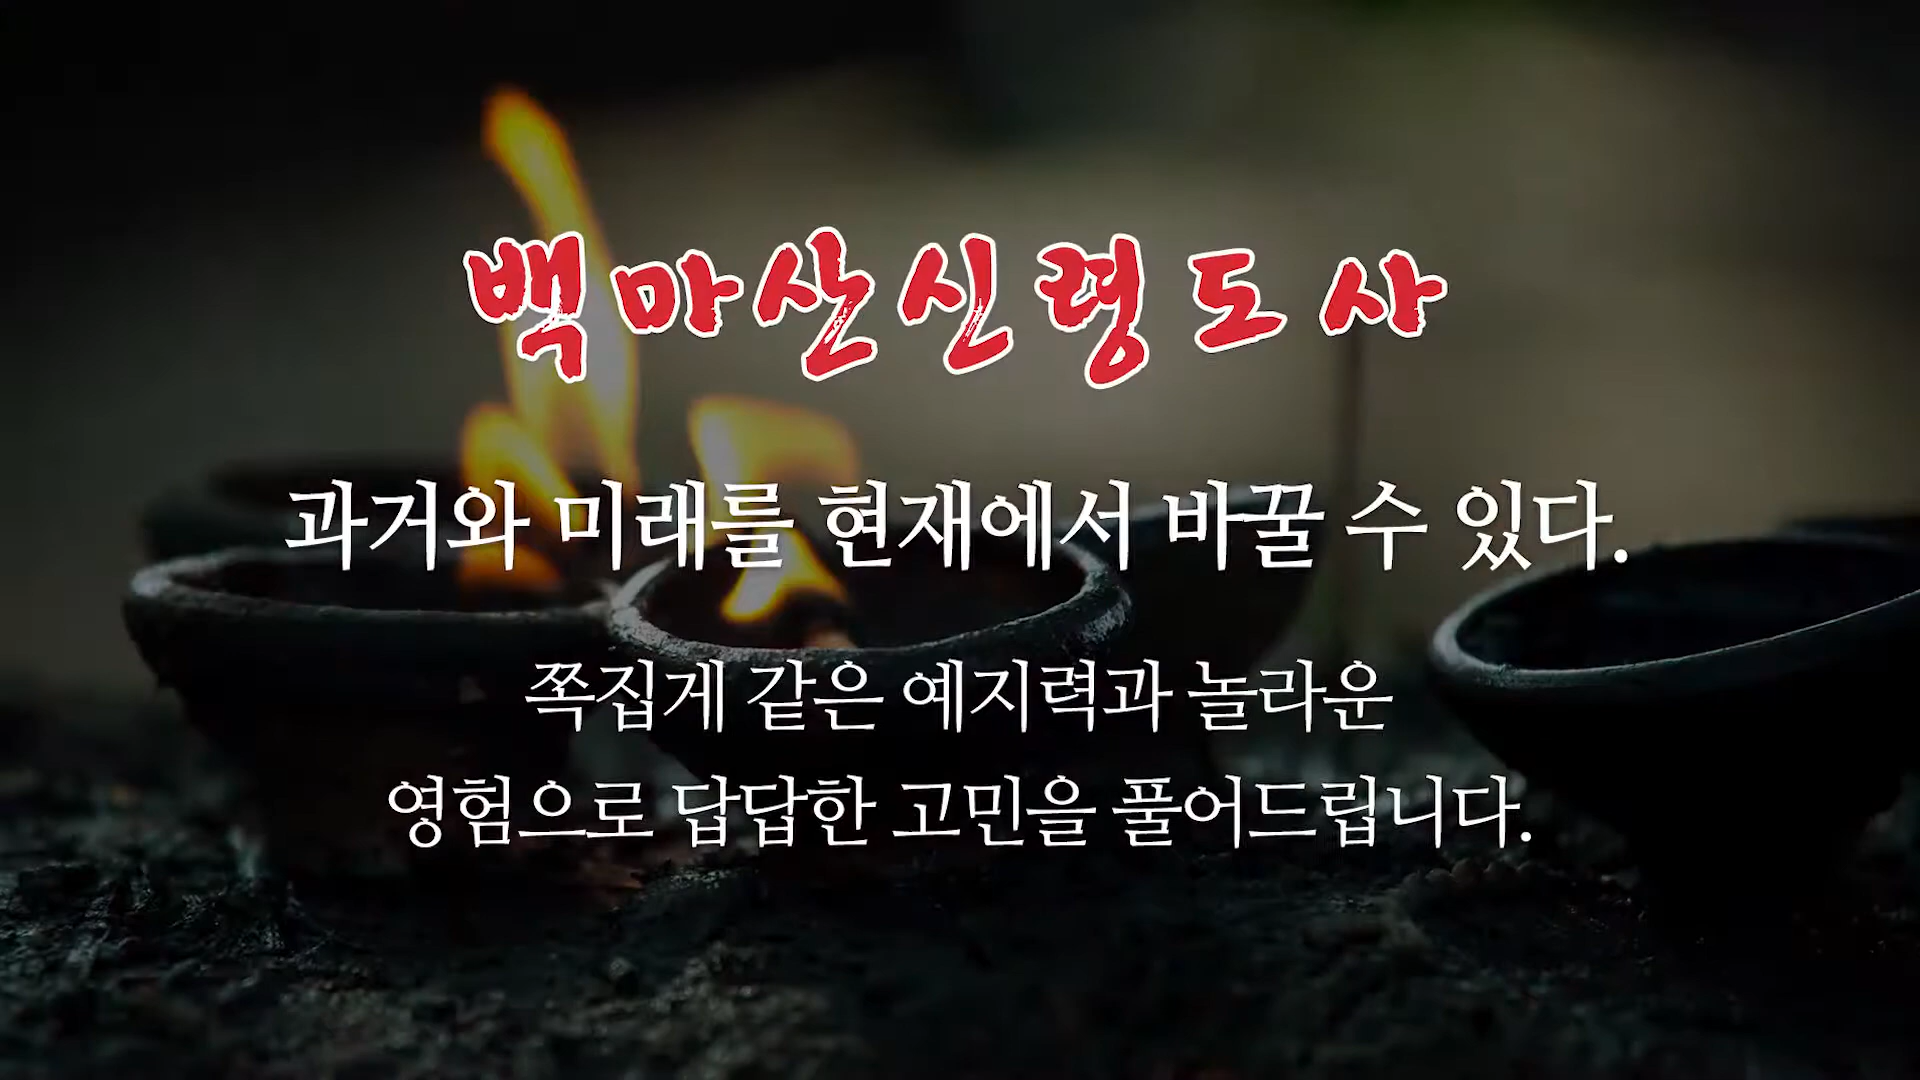 백마산신령도사
과거와 미래를 현재에서 바꿀 수 있다.
쪽집게 같은 예지력과 놀라운
영험으로 답답한 고민을 풀어드립니다.